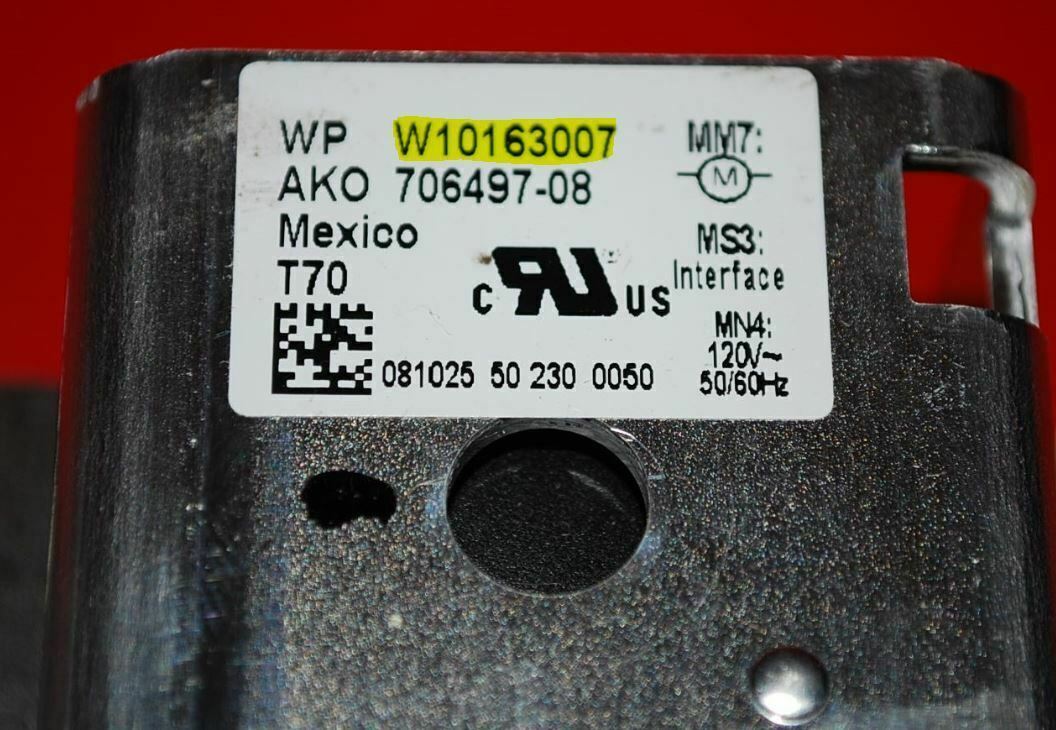 WP W10163007
AKO 706497-08
Mexico
T70
081025 50 230 0050
c RU US
MM7:
M
MS3:
Interface
MN4:
120V~
50/60Hz